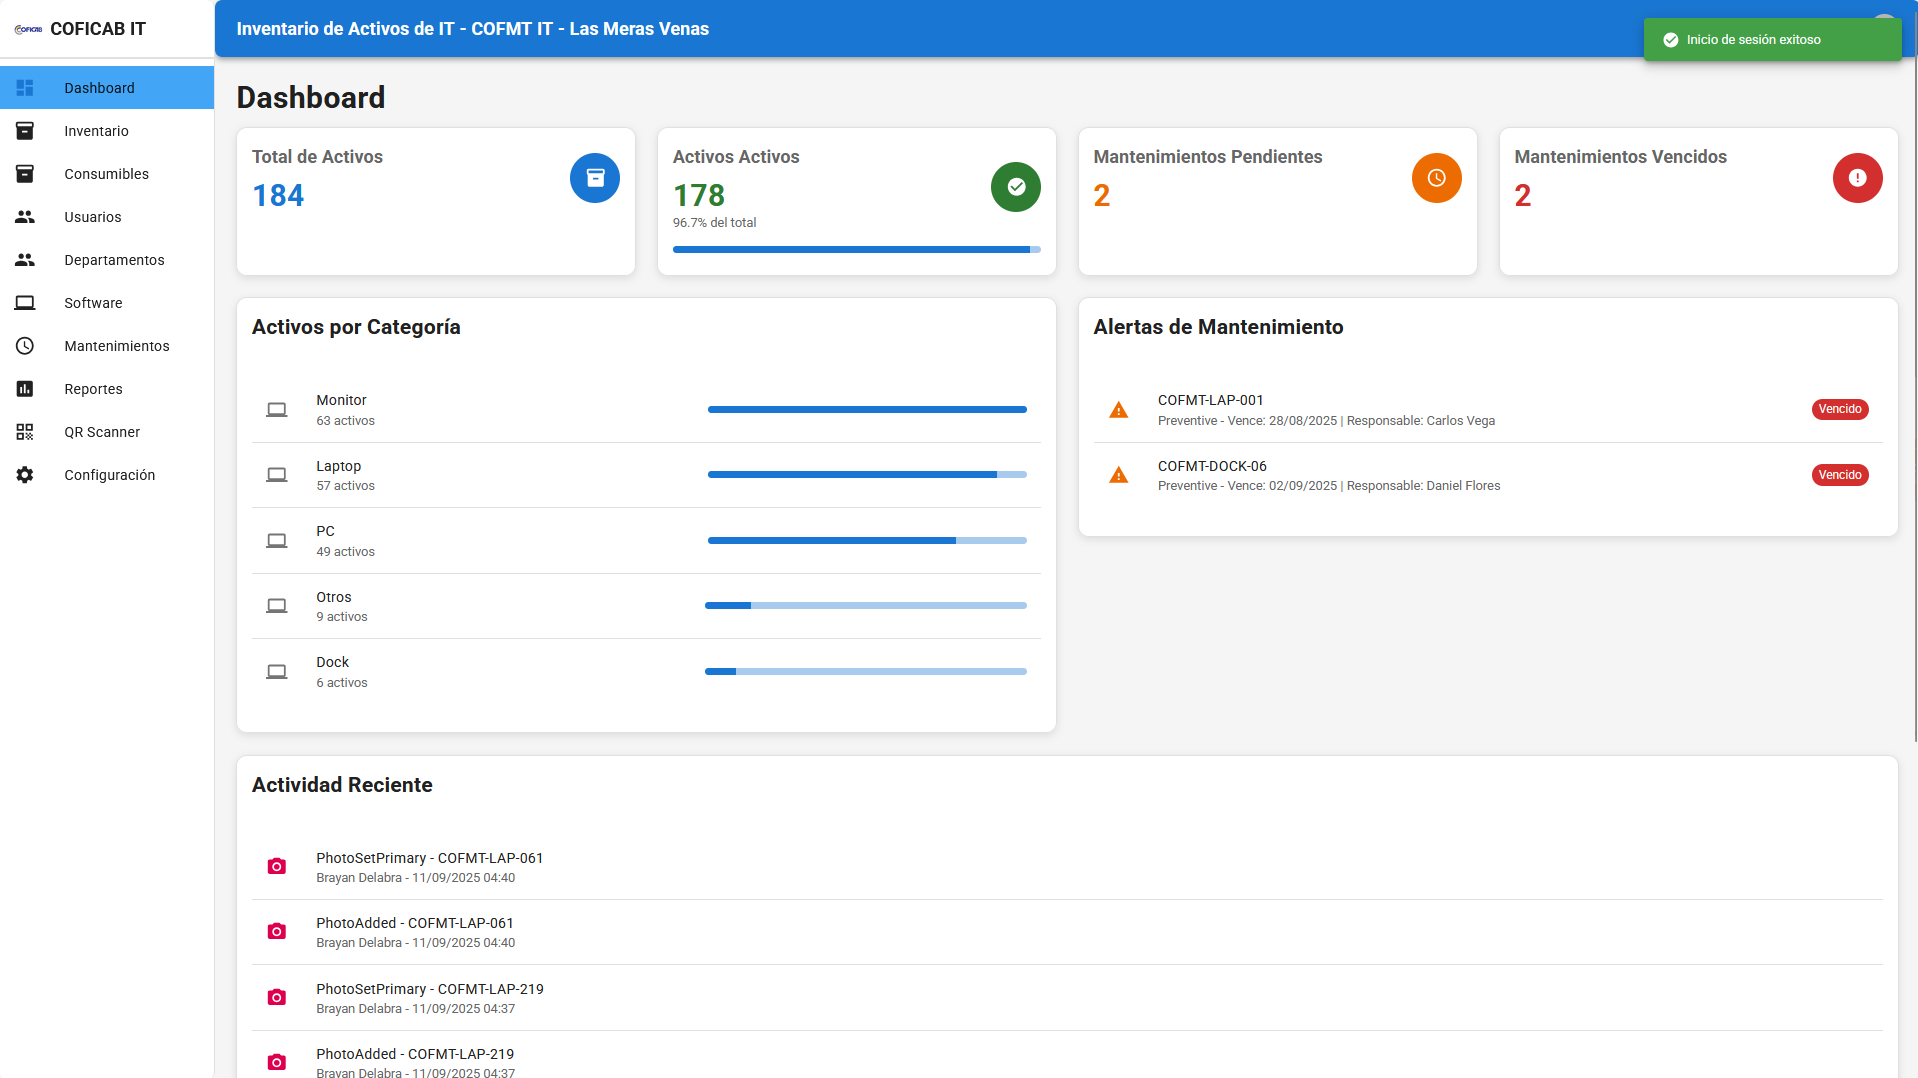 COFICAB COFICAB IT
Inventario de Activos de IT - COFMT IT - Las Meras Venas
Inicio de sesión exitoso
Dashboard
Inventario
Consumibles
Usuarios
Departamentos
Software
Mantenimientos
Reportes
QR Scanner
Configuración
Dashboard
Total de Activos
184
Activos Activos
178
96.7% del total
Mantenimientos Pendientes
2
Mantenimientos Vencidos
2
Activos por Categoría
Monitor
63 activos
Laptop
57 activos
PC
49 activos
Otros
9 activos
Dock
6 activos
Alertas de Mantenimiento
COFMT-LAP-001
Preventive - Vence: 28/08/2025 | Responsable: Carlos Vega
Vencido
COFMT-DOCK-06
Preventive - Vence: 02/09/2025 | Responsable: Daniel Flores
Vencido
Actividad Reciente
PhotoSetPrimary - COFMT-LAP-061
Brayan Delabra - 11/09/2025 04:40
PhotoAdded - COFMT-LAP-061
Brayan Delabra - 11/09/2025 04:40
PhotoSetPrimary - COFMT-LAP-219
Brayan Delabra - 11/09/2025 04:37
PhotoAdded - COFMT-LAP-219
Brayan Delabra - 11/09/2025 04:37